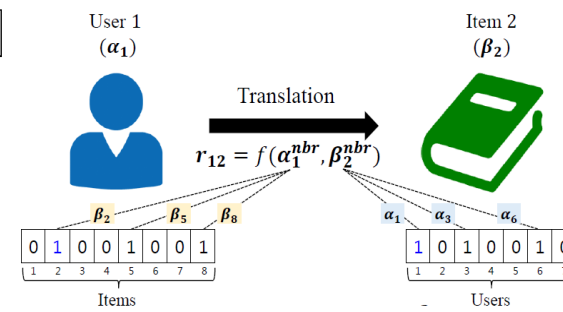 User 1
(α₁)
Item 2
(β₂)
Translation
r₁₂ = f(α₁ⁿᵇʳ, β₂ⁿᵇʳ)
β₂ β₅ β₈
α₁ α₃ α₆
0 1 0 0 1 0 0 1
1 2 3 4 5 6 7 8
Items
1 0 1 0 0 1 0
1 2 3 4 5 6
Users